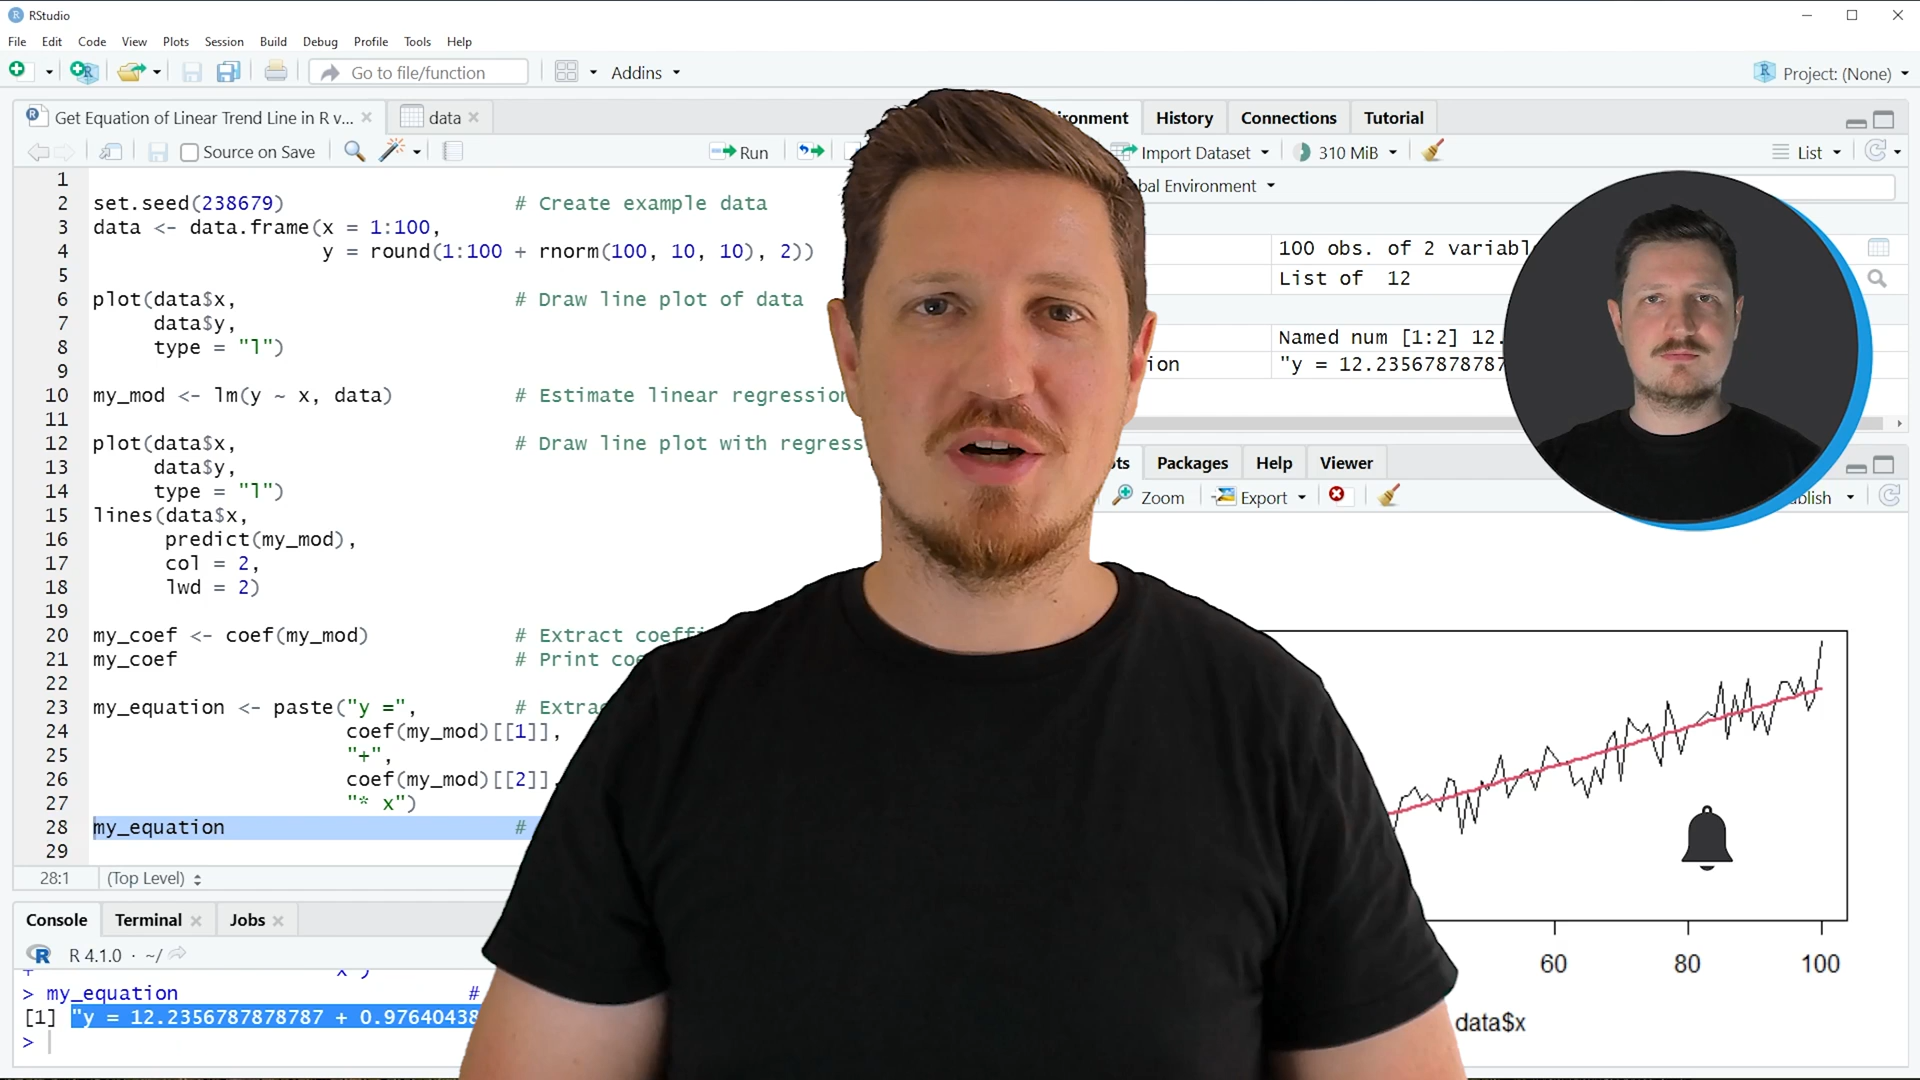 RStudio
File Edit Code View Plots Session Build Debug Profile Tools Help
Go to file/function Addins Project: (None)
Get Equation of Linear Trend Line in R v... data
Source on Save Run
1
2 set.seed(238679) # Create example data
3 data <- data.frame(x = 1:100,
4 y = round(1:100 + rnorm(100, 10, 10), 2))
5
6 plot(data$x, # Draw line plot of data
7 data$y,
8 type = "l")
9
10 my_mod <- lm(y ~ x, data) # Estimate linear regression
11
12 plot(data$x, # Draw line plot with regress
13 data$y,
14 type = "l")
15 lines(data$x,
16 predict(my_mod),
17 col = 2,
18 lwd = 2)
19
20 my_coef <- coef(my_mod) # Extract coeffi
21 my_coef # Print coe
22
23 my_equation <- paste("y =", # Extra
24 coef(my_mod)[[1]],
25 "+",
26 coef(my_mod)[[2]],
27 "* x")
28 my_equation #
29
28:1 (Top Level)
Console Terminal Jobs
R 4.1.0 · ~/
+ x )
> my_equation #
[1] "y = 12.2356787878787 + 0.97640438
>
ironment History Connections Tutorial
Import Dataset 310 MiB List
bal Environment
100 obs. of 2 variabl
List of 12
Named num [1:2] 12.
ion "y = 12.2356787878787
ts Packages Help Viewer
Zoom Export blish
60 80 100
data$x